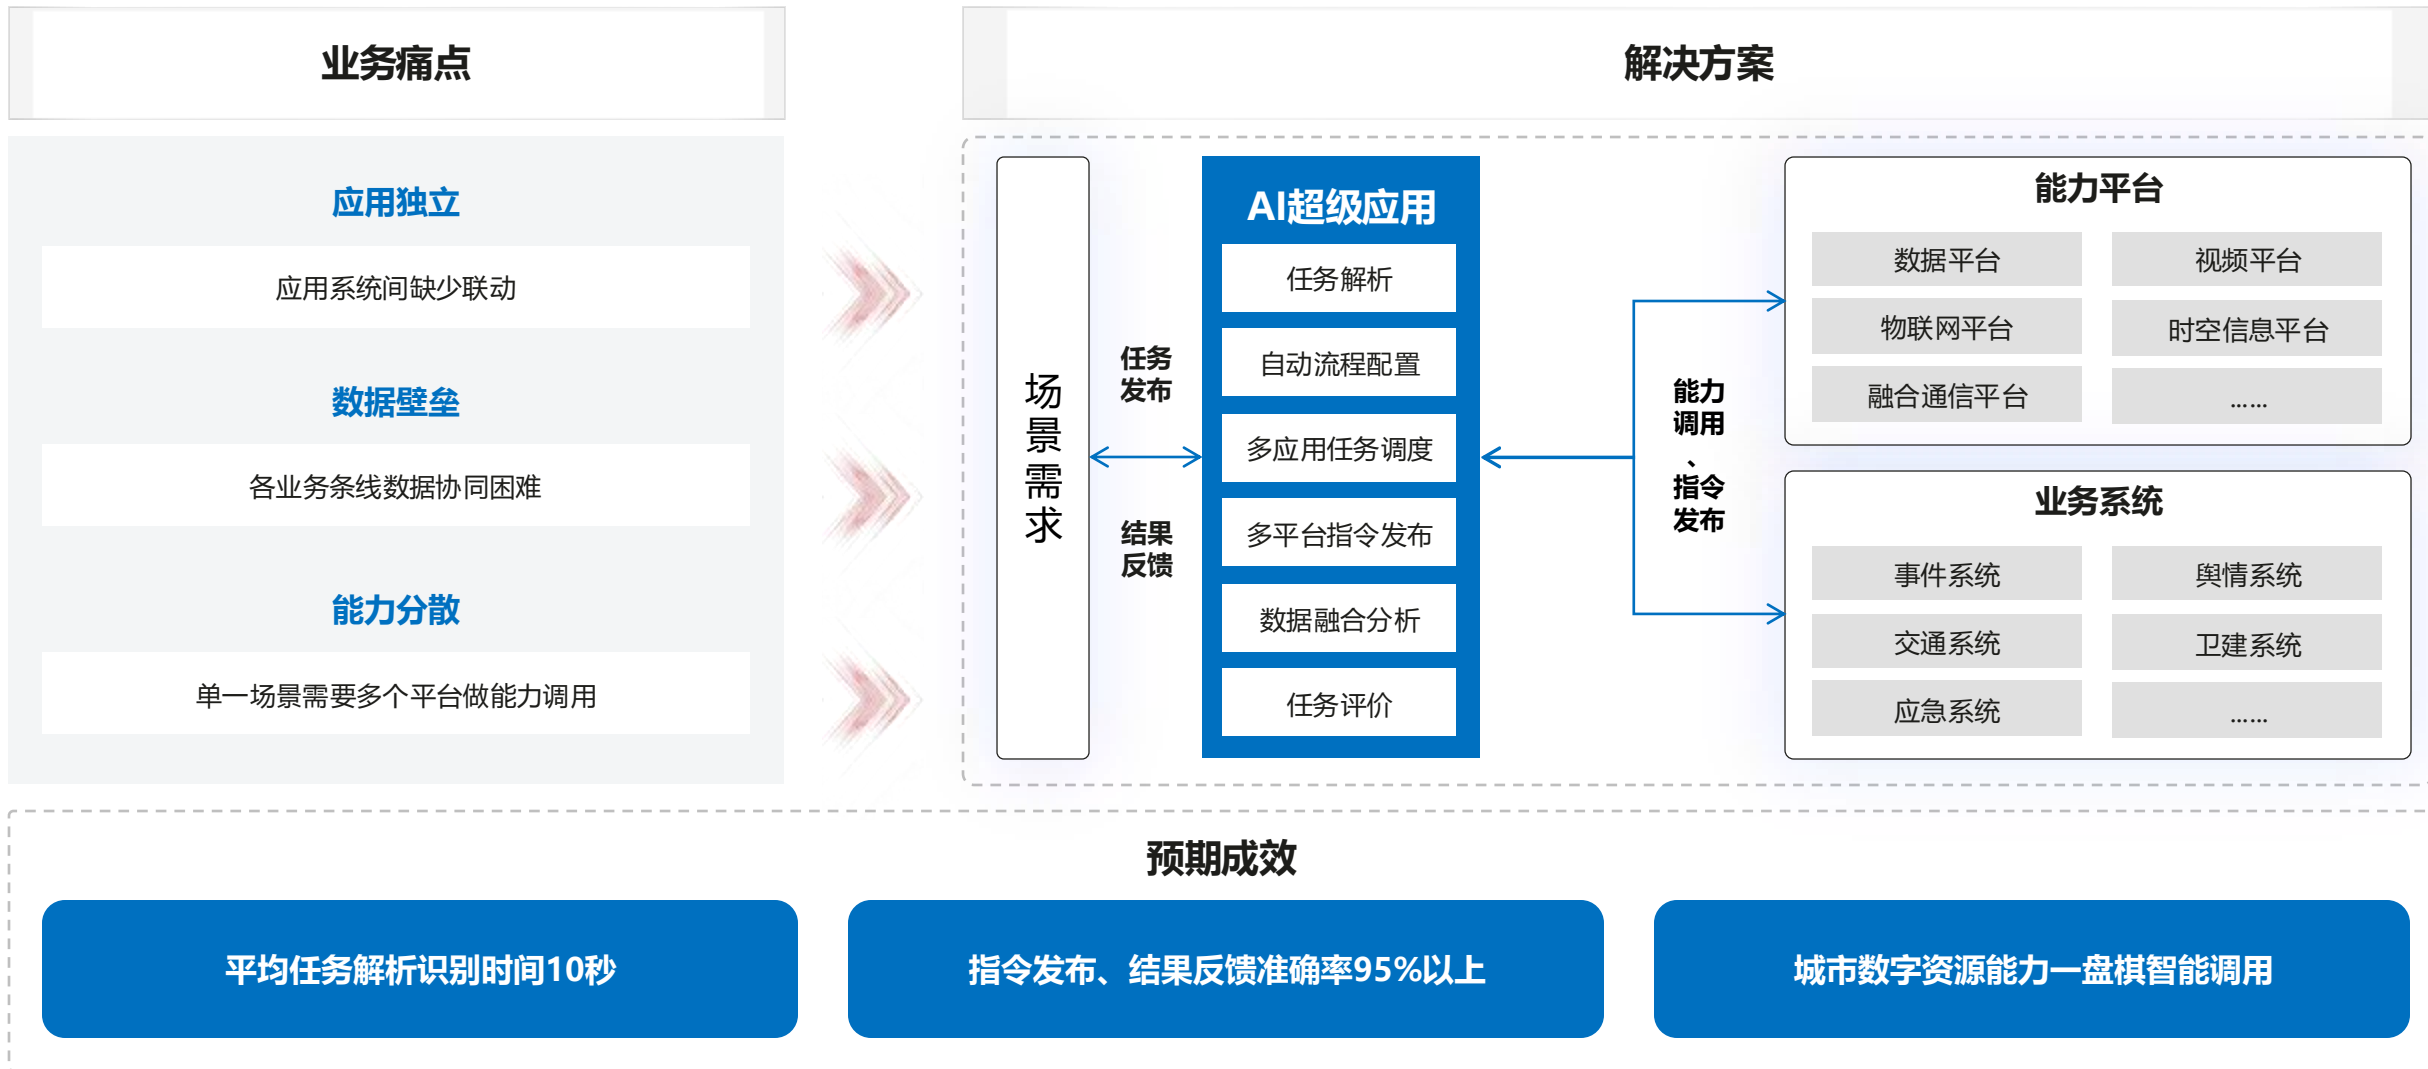 业务痛点
应用独立
应用系统间缺少联动
数据壁垒
各业务条线数据协同困难
能力分散
单一场景需要多个平台做能力调用
解决方案
场
景
需
求
任务
发布
结果
反馈
AI超级应用
任务解析
自动流程配置
多应用任务调度
多平台指令发布
数据融合分析
任务评价
能力
调用
、
指令
发布
能力平台
数据平台
视频平台
物联网平台
时空信息平台
融合通信平台
……
业务系统
事件系统
舆情系统
交通系统
卫建系统
应急系统
……
预期成效
平均任务解析识别时间10秒
指令发布、结果反馈准确率95%以上
城市数字资源能力一盘棋智能调用